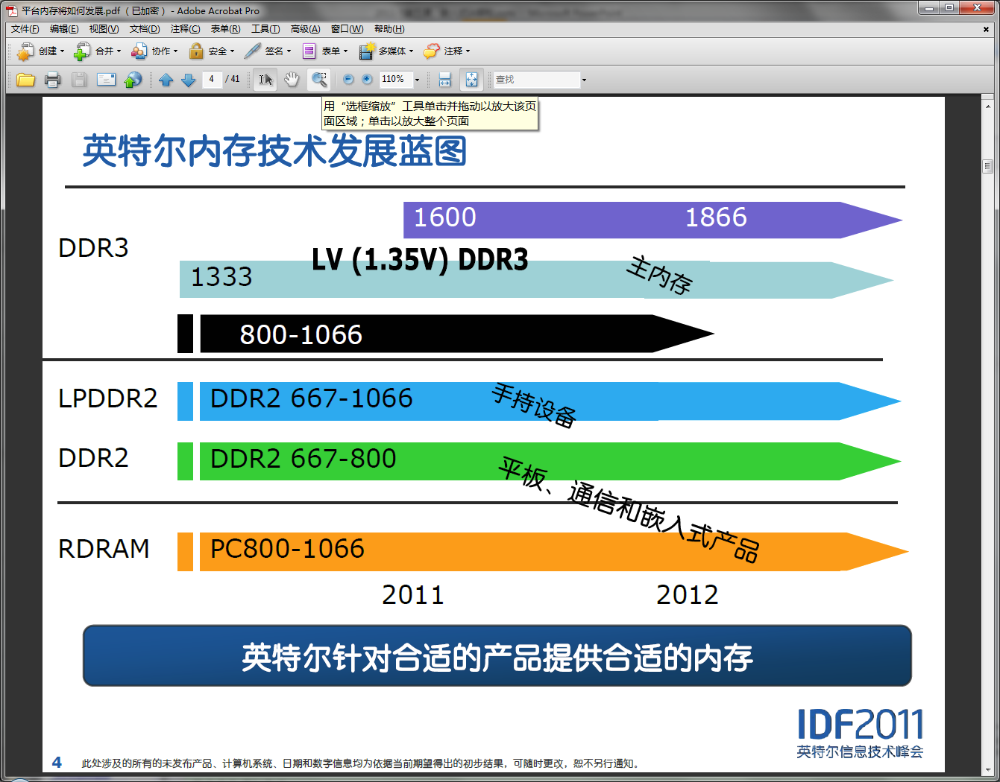 平台内存将如何发展.pdf （已加密） - Adobe Acrobat Pro
文件(F) 编辑(E) 视图(V) 文档(D) 注释(C) 表单(R) 工具(T) 高级(A) 窗口(W) 帮助(H)
创建 合并 协作 安全 签名 表单 多媒体 注释
4 / 41 110% 查找
用“选框缩放”工具单击并拖动以放大该页
面区域；单击以放大整个页面
英特尔内存技术发展蓝图
1600 1866
DDR3
LV (1.35V) DDR3
1333 主内存
800-1066
LPDDR2 DDR2 667-1066 手持设备
DDR2 DDR2 667-800
平板、通信和嵌入式产品
RDRAM PC800-1066
2011 2012
英特尔针对合适的产品提供合适的内存
IDF2011
英特尔信息技术峰会
4 此处涉及的所有的未发布产品、计算机系统、日期和数字信息均为依据当前期望得出的初步结果，可随时更改，恕不另行通知。